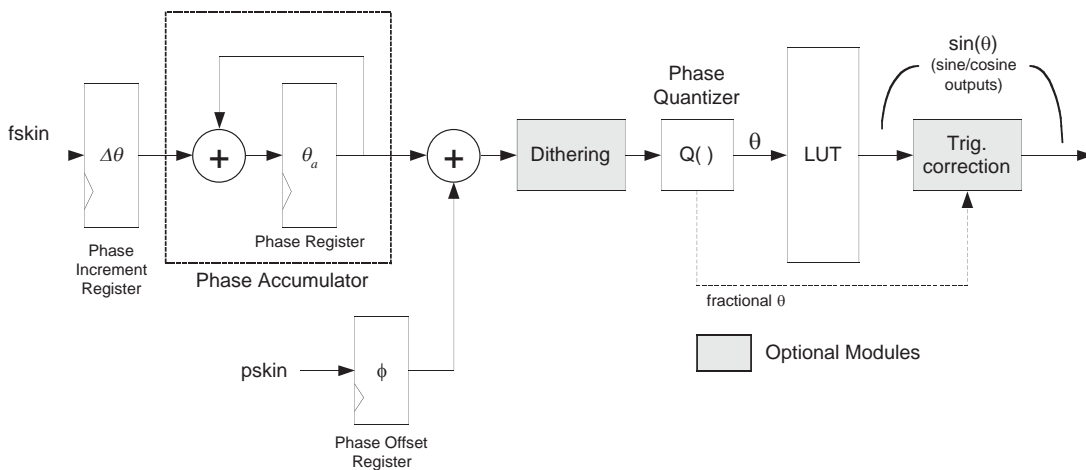 fskin
Δθ
Phase
Increment
Register
+
θa
Phase Register
Phase Accumulator
+
pskin
ϕ
Phase Offset
Register
Dithering
Phase
Quantizer
Q( )
θ
LUT
sin(θ)
(sine/cosine
outputs)
Trig.
correction
fractional θ
Optional Modules